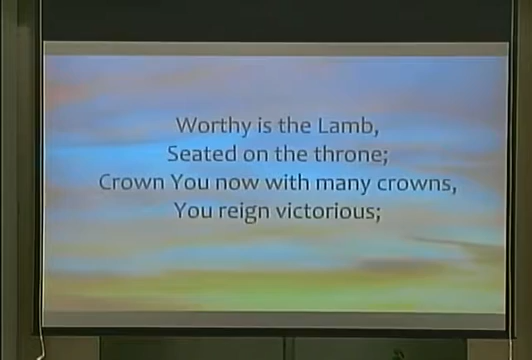 Worthy is the Lamb,
Seated on the throne;
Crown You now with many crowns,
You reign victorious;